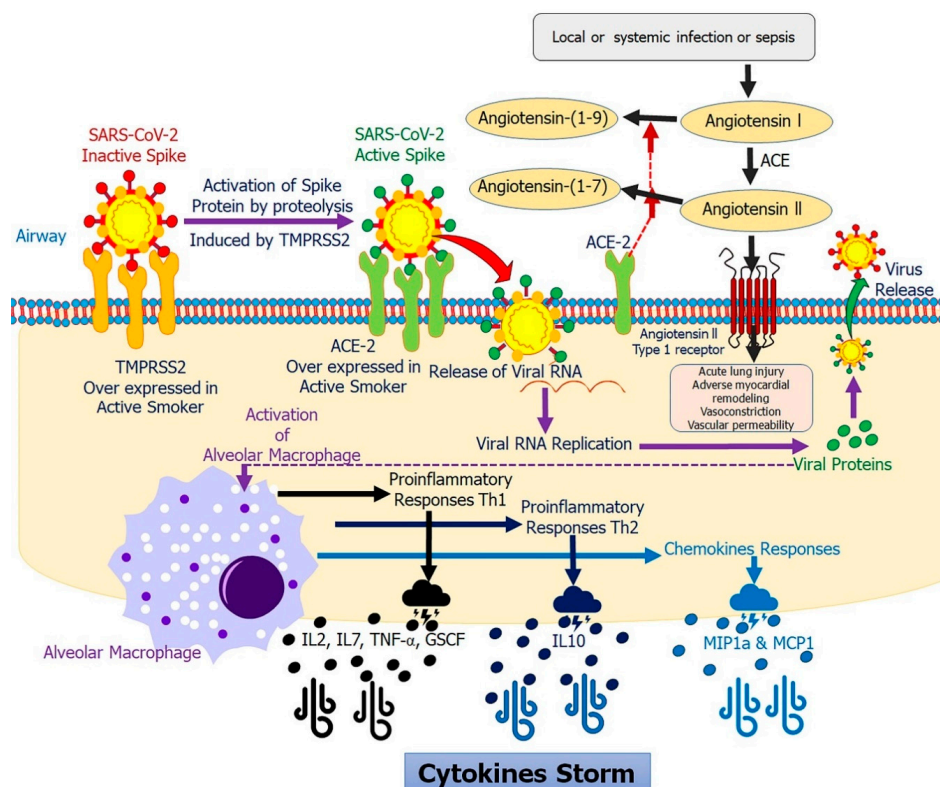 Local or systemic infection or sepsis
Angiotensin-(1-9)
Angiotensin I
ACE
Angiotensin-(1-7)
Angiotensin II
SARS-CoV-2
Inactive Spike
SARS-CoV-2
Active Spike
Activation of Spike
Protein by proteolysis
Induced by TMPRSS2
Airway
ACE-2
Virus
Release
TMPRSS2
Over expressed in
Active Smoker
ACE-2
Over expressed in
Active Smoker
Release of Viral RNA
Angiotensin II
Type 1 receptor
Acute lung injury
Adverse myocardial
remodeling
Vasoconstriction
Vascular permeability
Activation
of
Alveolar Macrophage
Viral RNA Replication
Viral Proteins
Proinflammatory
Responses Th1
Proinflammatory
Responses Th2
Chemokines Responses
Alveolar Macrophage
IL2, IL7, TNF-α, GSCF
IL10
MIP1a & MCP1
Cytokines Storm